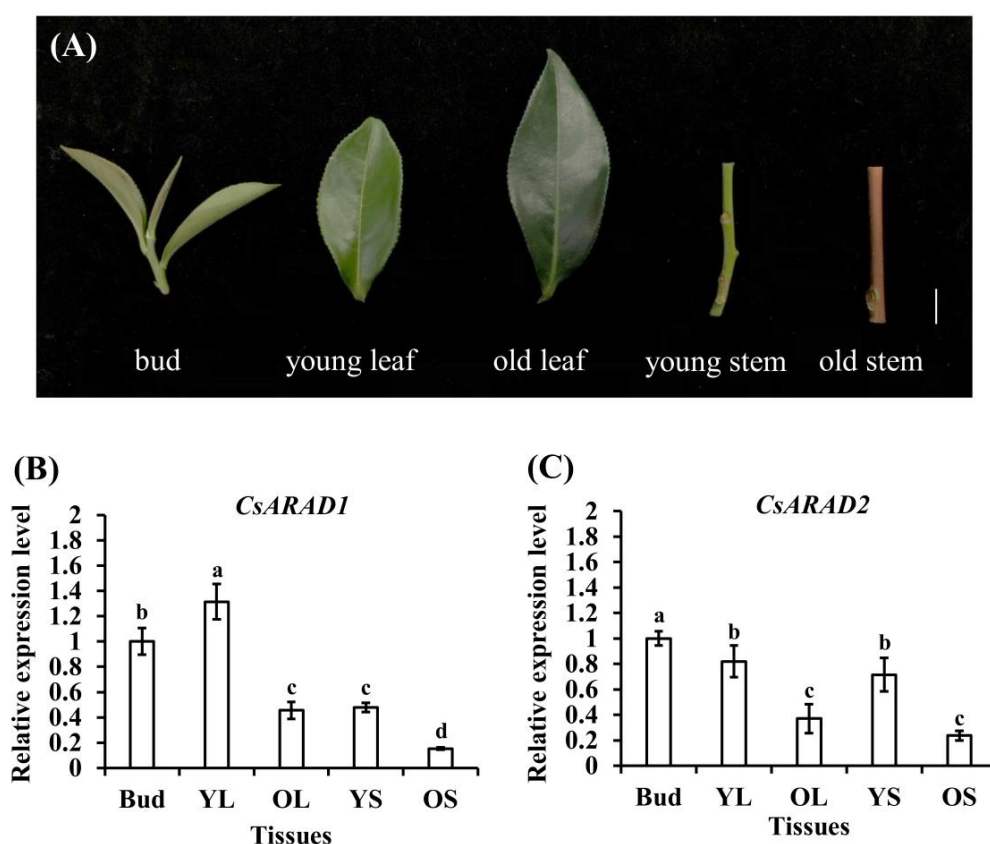 (A)
bud
young leaf
old leaf
young stem
old stem
(B)
CsARAD1
Relative expression level
2
1.8
1.6
1.4
1.2
1
0.8
0.6
0.4
0.2
0
b
a
c
c
d
Bud YL OL YS OS
Tissues
(C)
CsARAD2
Relative expression level
2
1.8
1.6
1.4
1.2
1
0.8
0.6
0.4
0.2
0
a
b
c
b
c
Bud YL OL YS OS
Tissues